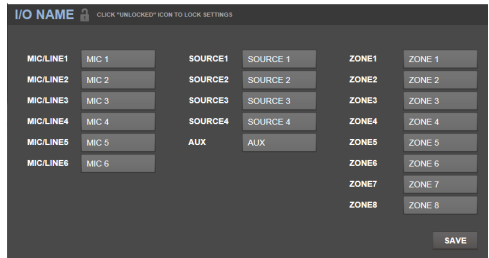 I/O NAME CLICK "UNLOCKED" ICON TO LOCK SETTINGS
MIC/LINE1 MIC 1 SOURCE1 SOURCE 1 ZONE1 ZONE 1
MIC/LINE2 MIC 2 SOURCE2 SOURCE 2 ZONE2 ZONE 2
MIC/LINE3 MIC 3 SOURCE3 SOURCE 3 ZONE3 ZONE 3
MIC/LINE4 MIC 4 SOURCE4 SOURCE 4 ZONE4 ZONE 4
MIC/LINE5 MIC 5 AUX AUX ZONE5 ZONE 5
MIC/LINE6 MIC 6 ZONE6 ZONE 6
ZONE7 ZONE 7
ZONE8 ZONE 8
SAVE